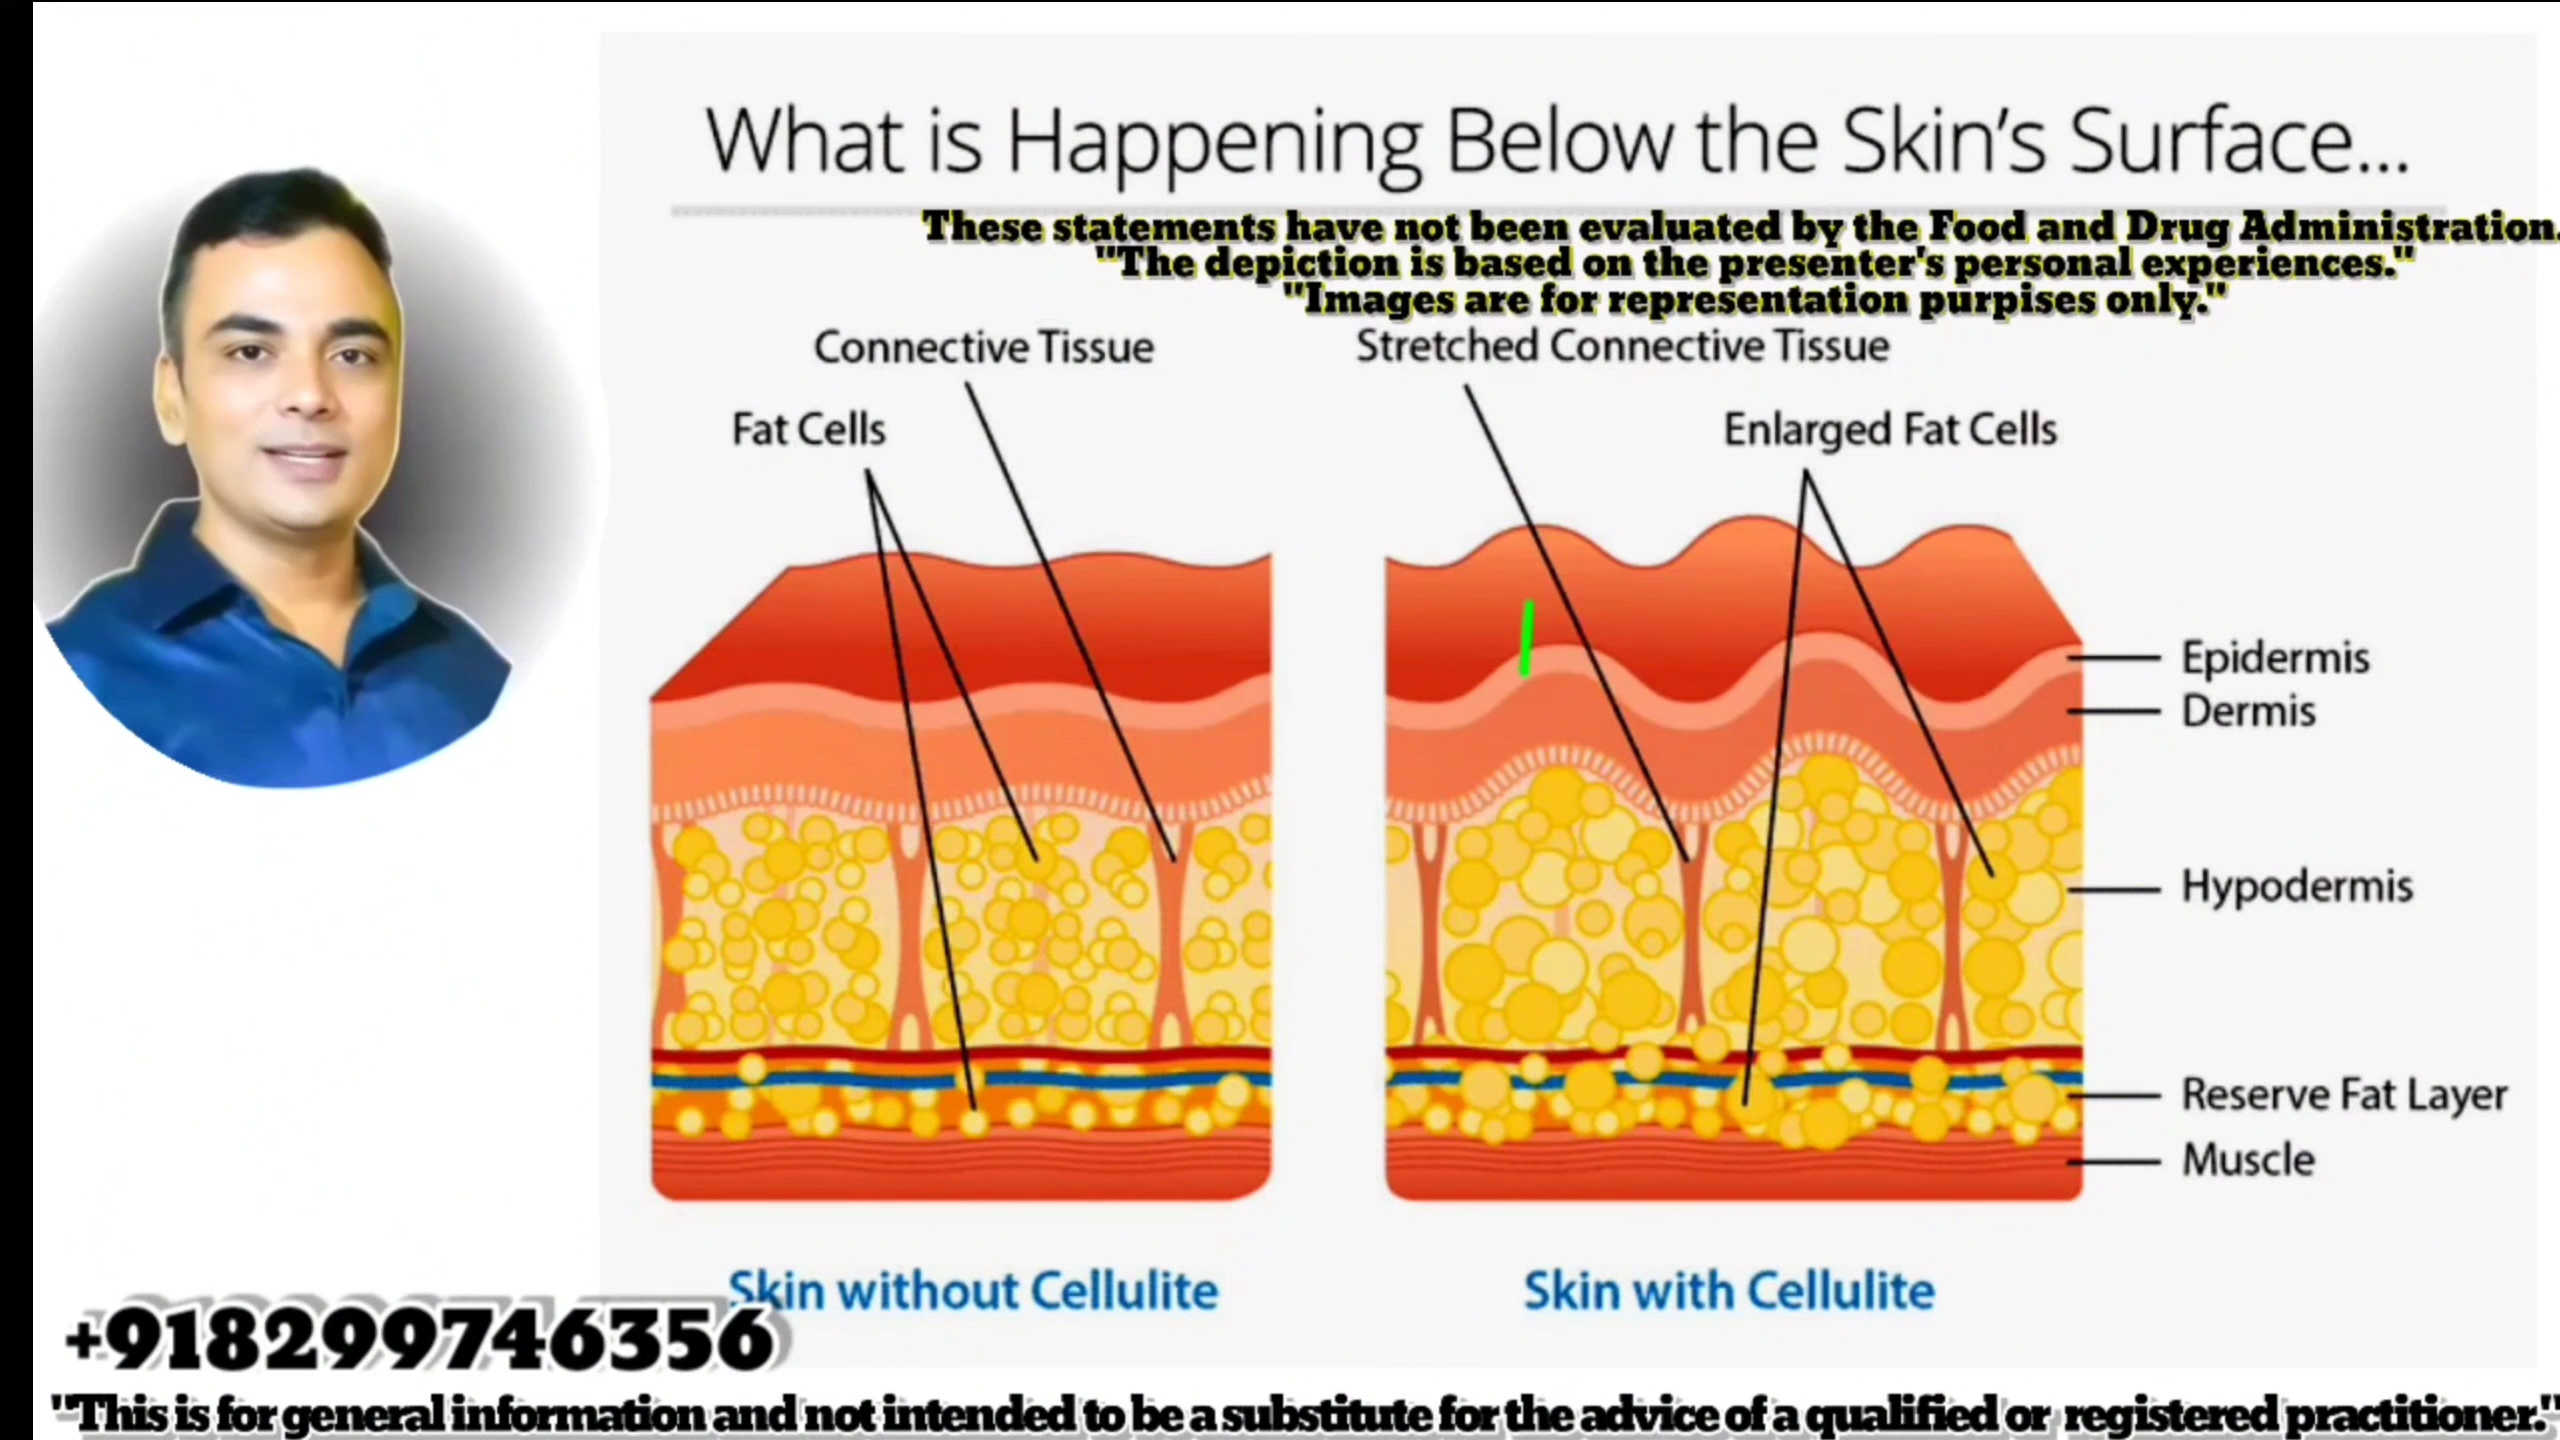 What is Happening Below the Skin's Surface...
These statements have not been evaluated by the Food and Drug Administration.
"The depiction is based on the presenter's personal experiences."
"Images are for representation purpises only."
Connective Tissue
Stretched Connective Tissue
Fat Cells
Enlarged Fat Cells
Epidermis
Dermis
Hypodermis
Reserve Fat Layer
Muscle
Skin without Cellulite
Skin with Cellulite
+918299746356
"This is for general information and not intended to be a substitute for the advice of a qualified or registered practitioner."